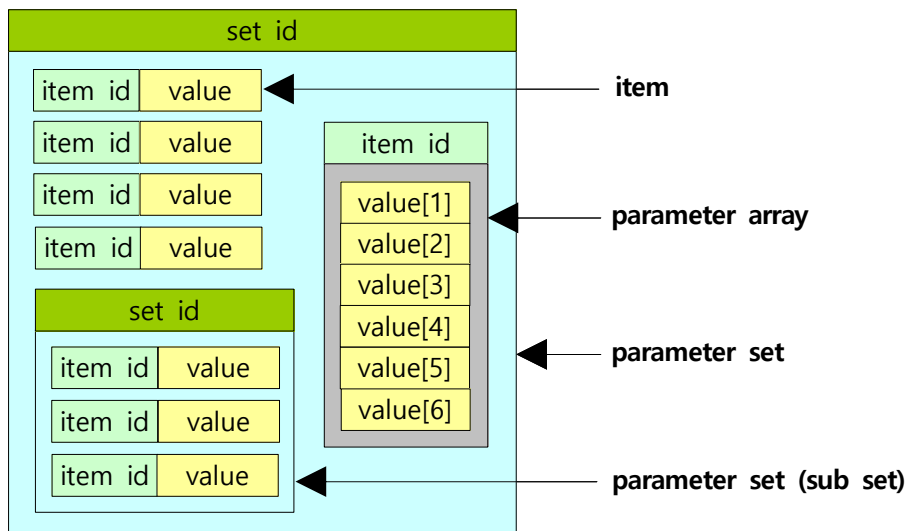 set id
item id value
item
item id value
item id value
item id value
item id
value[1]
value[2]
value[3]
value[4]
value[5]
value[6]
parameter array
parameter set
set id
item id value
item id value
item id value
parameter set (sub set)